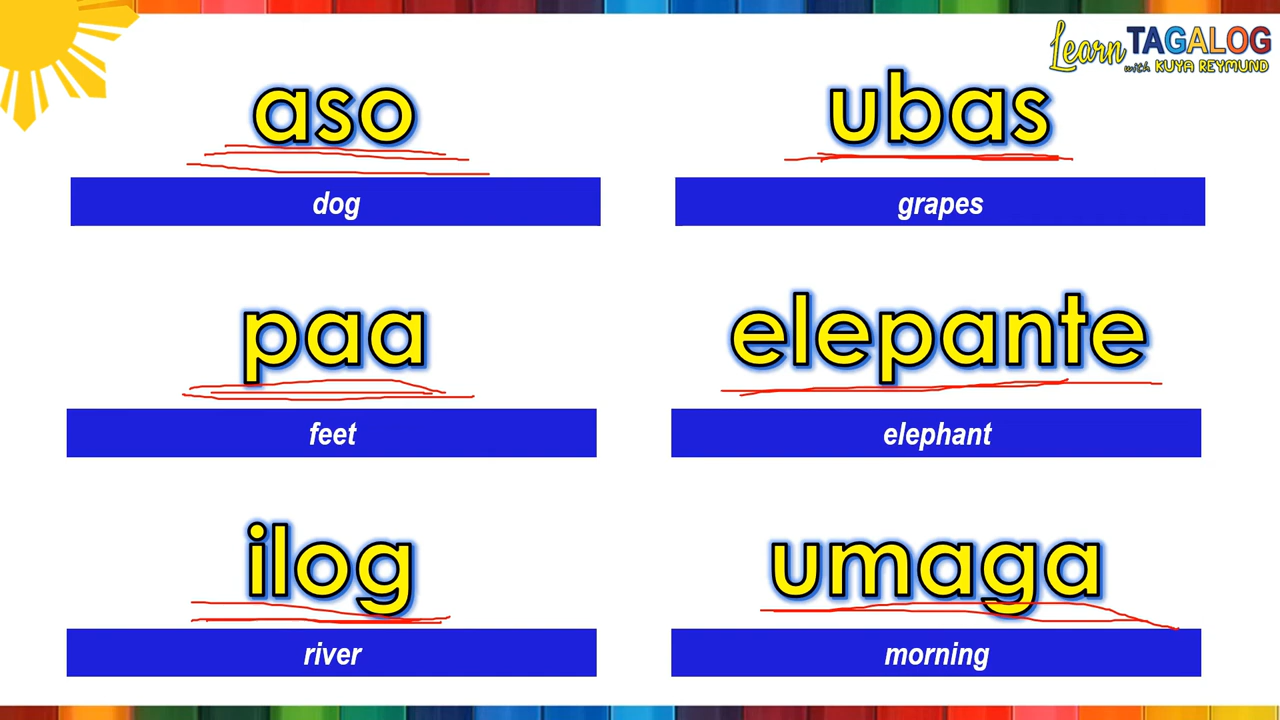 Learn TAGALOG
with KUYA REYMUND
aso
dog
ubas
grapes
paa
feet
elepante
elephant
ilog
river
umaga
morning